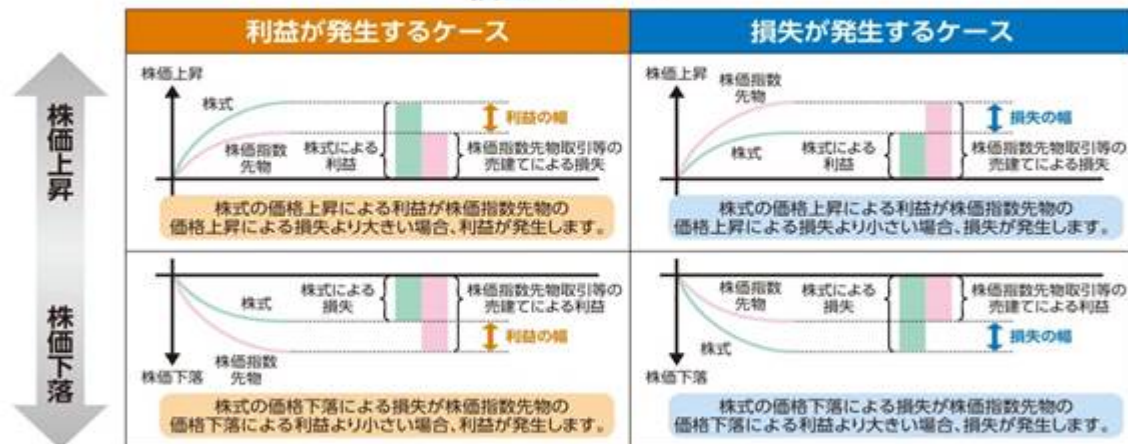 利益が発生するケース
損失が発生するケース
株価上昇
株価上昇
株式
株価指数
先物
株式による
利益
利益の幅
株価指数先物取引等の
売建てによる損失
株式の価格上昇による利益が株価指数先物の
価格上昇による損失より大きい場合、利益が発生します。
株価上昇
株価指数
先物
株式
株式による
利益
損失の幅
株価指数先物取引等の
売建てによる損失
株式の価格上昇による利益が株価指数先物の
価格上昇による損失より小さい場合、損失が発生します。
株価下落
株式
株式による
損失
株価指数先物取引等の
売建てによる利益
利益の幅
株価指数
先物
株価下落
株式の価格下落による損失が株価指数先物の
価格下落による利益より小さい場合、利益が発生します。
株価指数
先物
株式による
損失
株価指数先物取引等の
売建てによる利益
株式
損失の幅
株価下落
株式の価格下落による損失が株価指数先物の
価格下落による利益より大きい場合、損失が発生します。